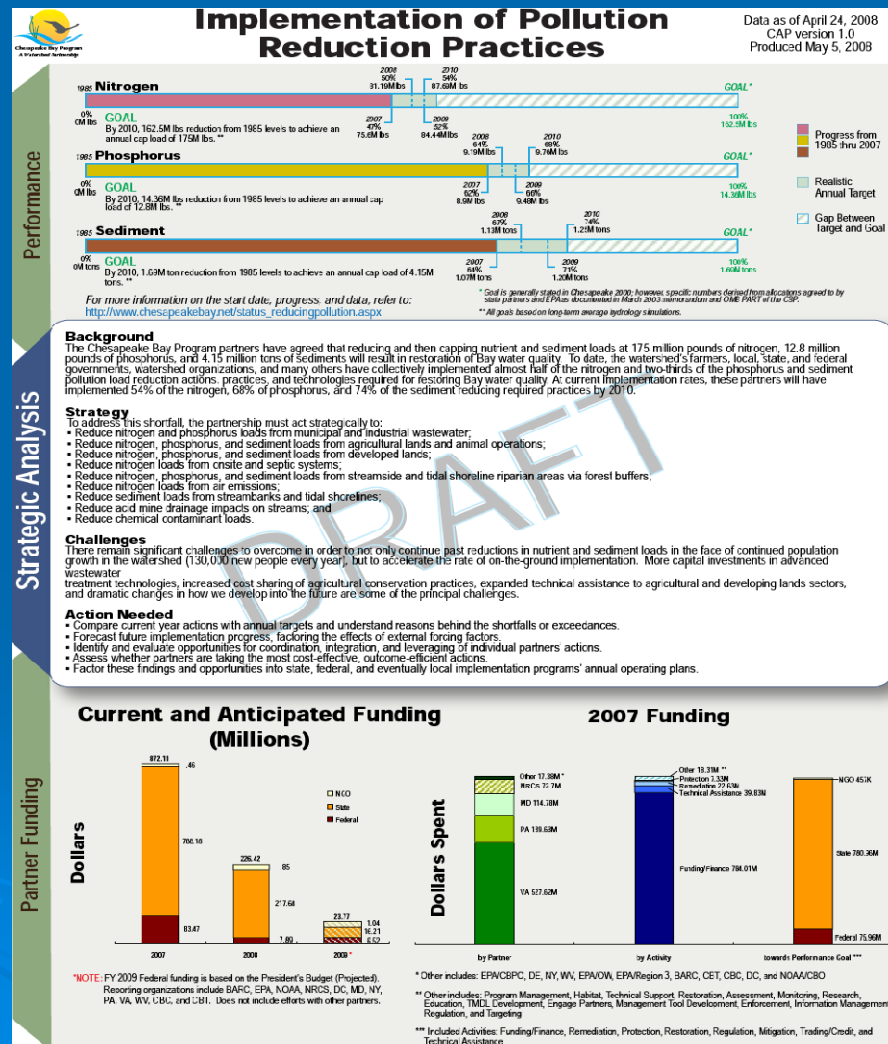 Chesapeake Bay Program
A Watershed Partnership
Implementation of Pollution
Reduction Practices
Data as of April 24, 2008
CAP version 1.0
Produced May 5, 2008
Performance
1985 Nitrogen
2008
50%
81.19M lbs
2010
54%
87.69M lbs
GOAL*
0%
0M lbs
GOAL
By 2010, 162.5M lbs reduction from 1985 levels to achieve an
annual cap load of 175M lbs. **
2007
47%
75.6M lbs
2009
52%
84.44M lbs
100%
162.5M lbs
1985 Phosphorus
2008
64%
9.19M lbs
2010
68%
9.76M lbs
GOAL*
0%
0M lbs
GOAL
By 2010, 14.36M lbs reduction from 1985 levels to achieve an annual cap
load of 12.8M lbs. **
2007
62%
8.9M lbs
2009
66%
9.48M lbs
100%
14.36M lbs
1985 Sediment
2008
67%
1.13M tons
2010
74%
1.25M tons
GOAL*
0%
0M tons
GOAL
By 2010, 1.69M ton reduction from 1985 levels to achieve an annual cap load of 4.15M
tons. **
2007
64%
1.07M tons
2009
71%
1.20M tons
100%
1.69M tons
Progress from
1985 thru 2007
Realistic
Annual Target
Gap Between
Target and Goal
For more information on the start date, progress, and data, refer to:
http://www.chesapeakebay.net/status_reducingpollution.aspx
* Goal is generally stated in Chesapeake 2000; however, specific numbers derived from allocations agreed to by
state partners and EPA as documented in March 2003 memorandum and OMB PART of the CBP.
** All goals based on long-term average hydrology simulations.
Strategic Analysis
Background
The Chesapeake Bay Program partners have agreed that reducing and then capping nutrient and sediment loads at 175 million pounds of nitrogen, 12.8 million
pounds of phosphorus, and 4.15 million tons of sediments will result in restoration of Bay water quality. To date, the watershed's farmers, local, state, and federal
governments, watershed organizations, and many others have collectively implemented almost half of the nitrogen and two-thirds of the phosphorus and sediment
pollution load reduction actions, practices, and technologies required for restoring Bay water quality. At current implementation rates, these partners will have
implemented 54% of the nitrogen, 68% of phosphorus, and 74% of the sediment reducing required practices by 2010.
Strategy
To address this shortfall, the partnership must act strategically to:
▪ Reduce nitrogen and phosphorus loads from municipal and industrial wastewater;
▪ Reduce nitrogen, phosphorus, and sediment loads from agricultural lands and animal operations;
▪ Reduce nitrogen, phosphorus, and sediment loads from developed lands;
▪ Reduce nitrogen loads from onsite and septic systems;
▪ Reduce nitrogen, phosphorus, and sediment loads from streamside and tidal shoreline riparian areas via forest buffers;
▪ Reduce nitrogen loads from air emissions;
▪ Reduce sediment loads from streambanks and tidal shorelines;
▪ Reduce acid mine drainage impacts on streams; and
▪ Reduce chemical contaminant loads.
DRAFT
Challenges
There remain significant challenges to overcome in order to not only continue past reductions in nutrient and sediment loads in the face of continued population
growth in the watershed (130,000 new people every year), but to accelerate the rate of on-the-ground implementation. More capital investments in advanced
wastewater
treatment technologies, increased cost sharing of agricultural conservation practices, expanded technical assistance to agricultural and developing lands sectors,
and dramatic changes in how we develop into the future are some of the principal challenges.
Action Needed
▪ Compare current year actions with annual targets and understand reasons behind the shortfalls or exceedances.
▪ Forecast future implementation progress, factoring the effects of external forcing factors.
▪ Identify and evaluate opportunities for coordination, integration, and leveraging of individual partners' actions.
▪ Assess whether partners are taking the most cost-effective, outcome-efficient actions.
▪ Factor these findings and opportunities into state, federal, and eventually local implementation programs' annual operating plans.
Partner Funding
Current and Anticipated Funding
(Millions)
Dollars
.46
83.47
226.42
217.68
23.77
1.04
16.21
6.52
NGO
State
Federal
2007
2009 *
*NOTE: FY 2009 Federal funding is based on the President's Budget (Projected).
Reporting organizations include BARC, EPA, NOAA, NRCS, DC, MD, NY,
PA, VA, WV, CBC, and CBT. Does not include efforts with other partners.
2007 Funding
Dollars Spent
Other 17.38M *
MD 114.78M
VA 527.62M
by Partner
Protection 7.33M
Remediation 22.63M
Technical Assistance 39.83M
Funding/Finance 784.01M
by Activity
NGO 457K
State 780.96M
Federal 75.96M
towards Performance Goal ***
* Other includes: EPA/CBPC, DE, NY, WV, EPA/OW, EPA/Region 3, BARC, CET, CBC, DC, and NOAA/CBO
** Other includes: Program Management, Habitat, Technical Support, Restoration, Assessment, Monitoring, Research,
Education, TMDL Development, Engage Partners, Management Tool Development, Enforcement, Information Management
Regulation, and Targeting
*** Included Activities: Funding/Finance, Remediation, Protection, Restoration, Regulation, Mitigation, Trading/Credit, and
Technical Assistance